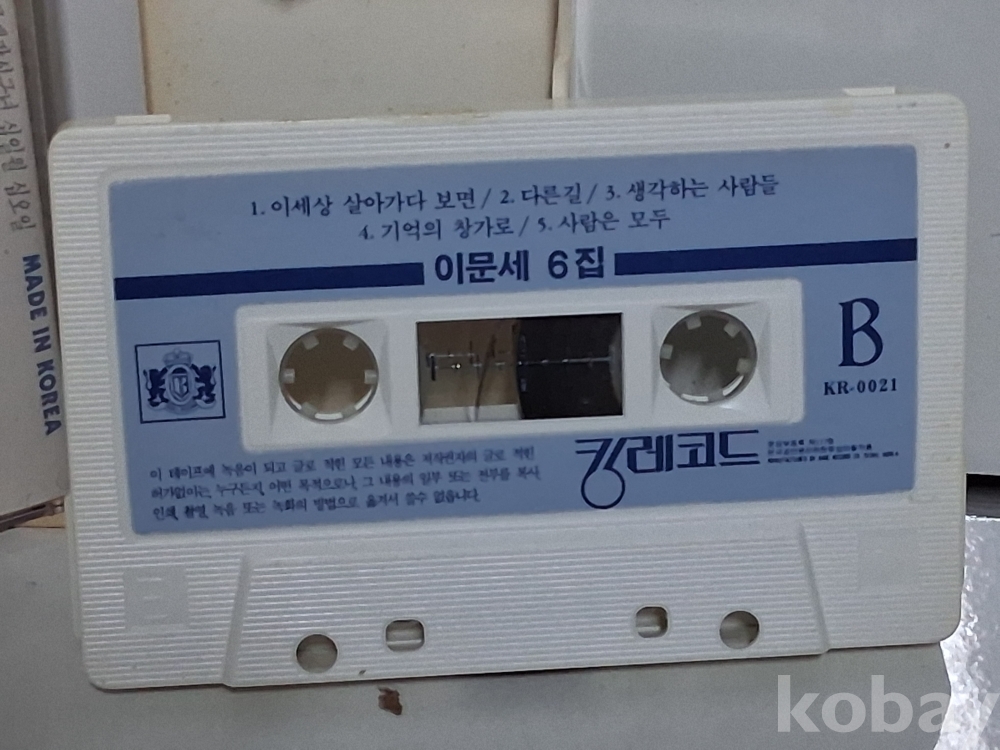 1. 이세상 살아가다 보면 / 2. 다른길 / 3. 생각하는 사람들
4. 기억의 창가로 / 5. 사람은 모두
이문세 6집
B
KR-0021
이 테이프에 녹음이 되고 글로 적힌 모든 내용은 저작권자의 글로 적힌
허가없이는, 누구든지, 어떤 목적으로나, 그 내용의 일부 또는 전부를 복사,
인쇄, 촬영, 녹음 또는 녹화의 방법으로 옮겨서 쓸수 없읍니다.
킹레코드
MADE IN KOREA
kobay